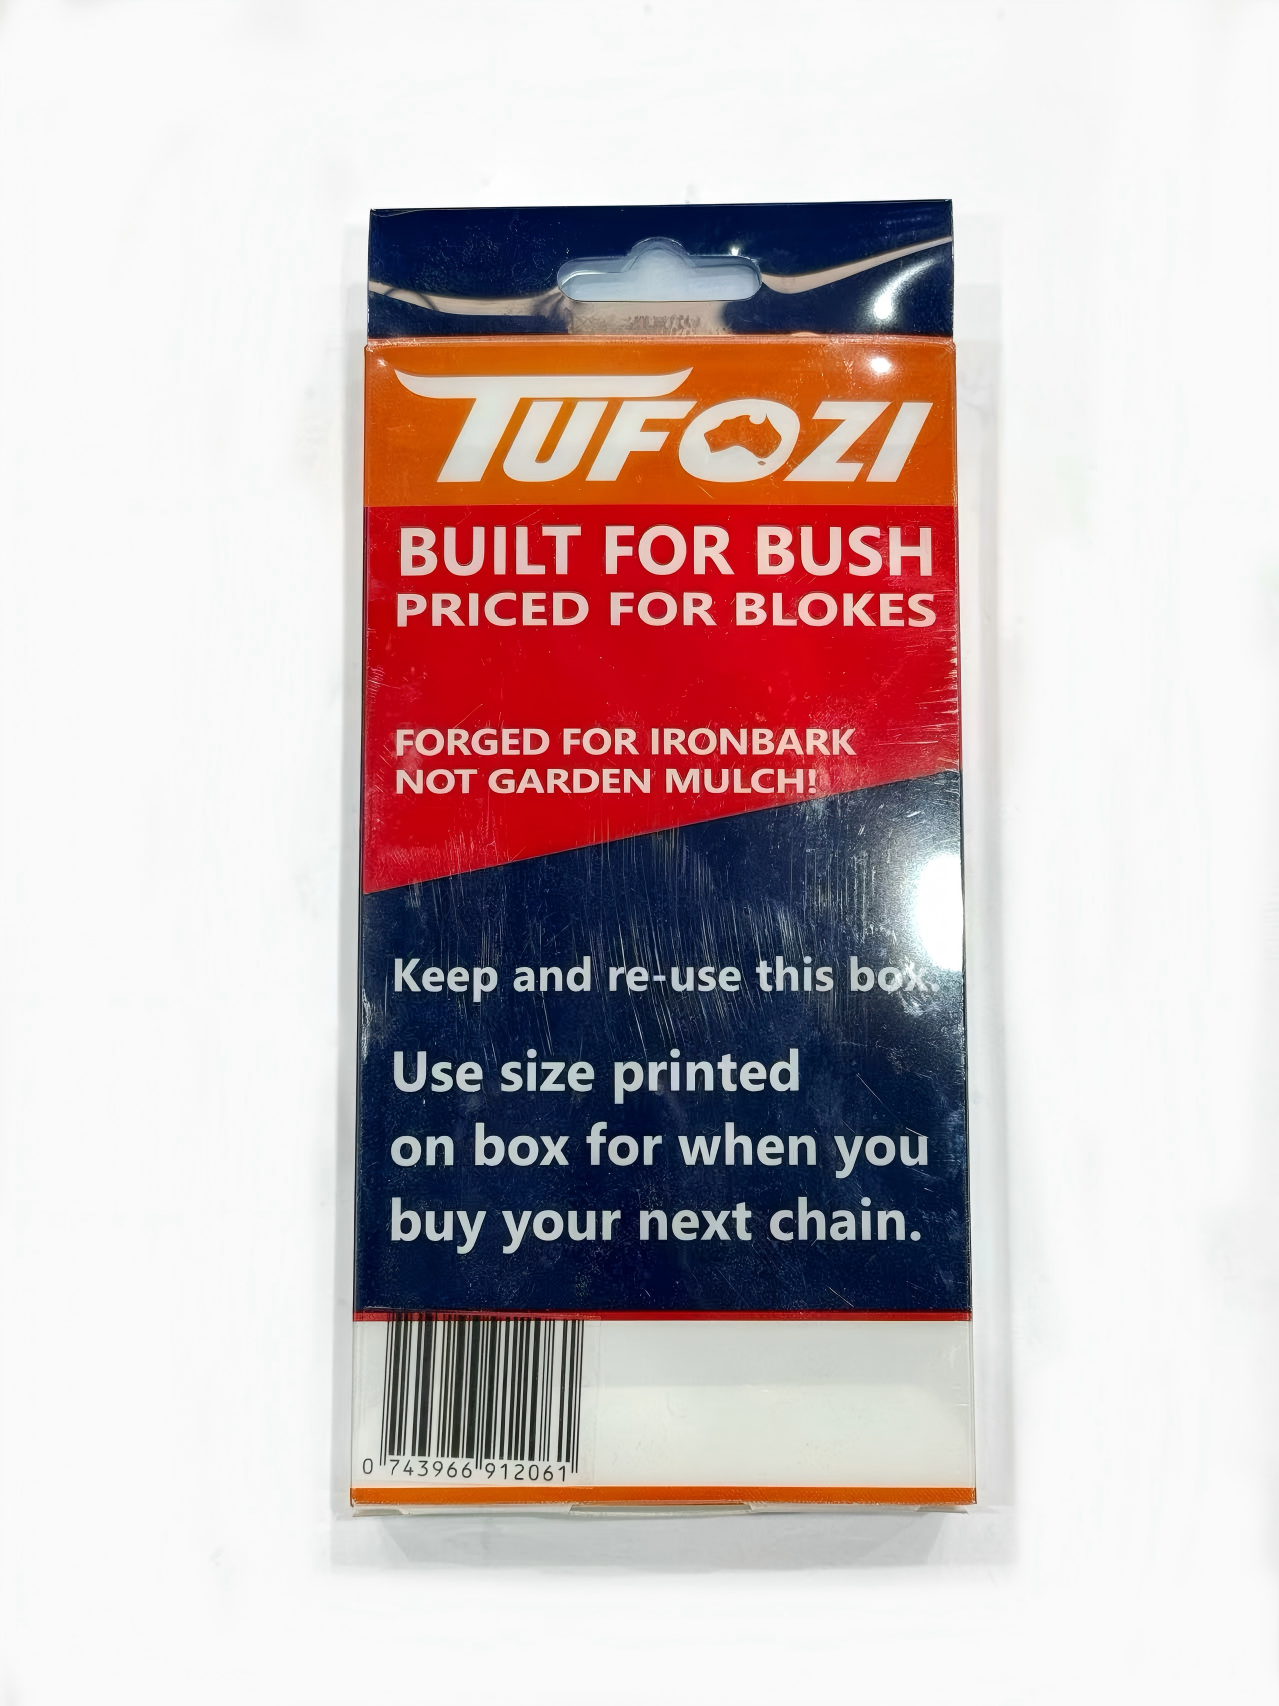 TUFOZI
BUILT FOR BUSH
PRICED FOR BLOKES
FORGED FOR IRONBARK
NOT GARDEN MULCH!
Keep and re-use this box.
Use size printed
on box for when you
buy your next chain.
0 743966 912061